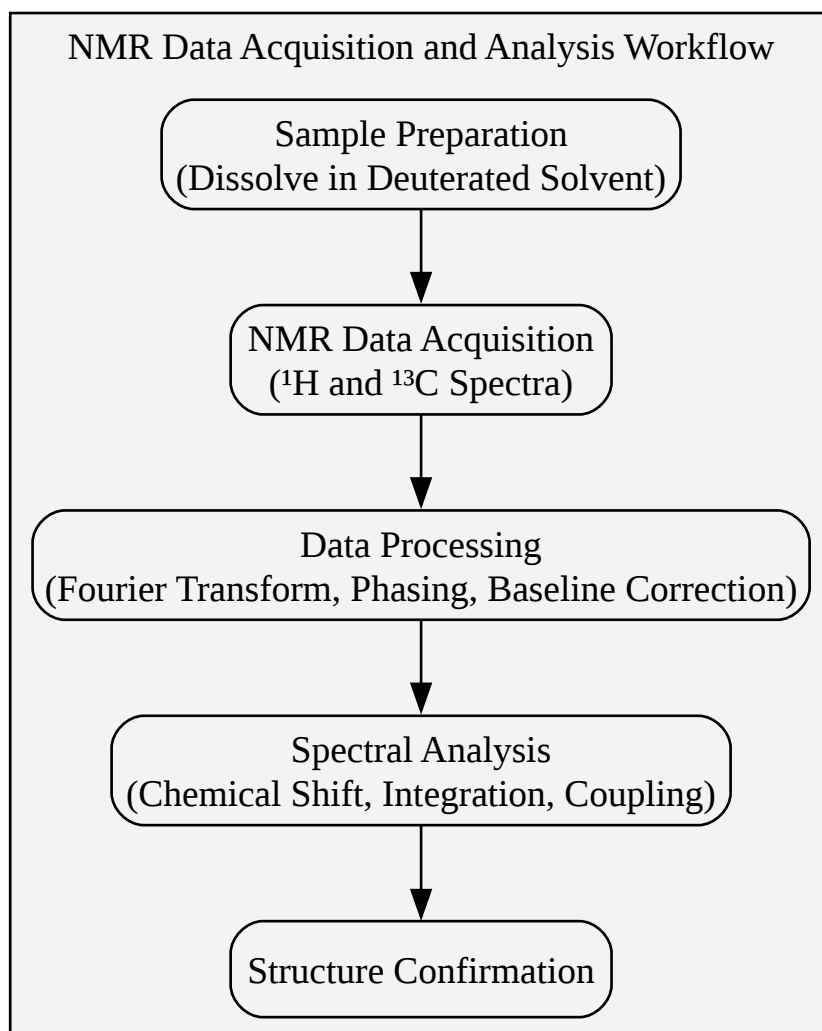 NMR Data Acquisition and Analysis Workflow
Sample Preparation
(Dissolve in Deuterated Solvent)
NMR Data Acquisition
(¹H and ¹³C Spectra)
Data Processing
(Fourier Transform, Phasing, Baseline Correction)
Spectral Analysis
(Chemical Shift, Integration, Coupling)
Structure Confirmation